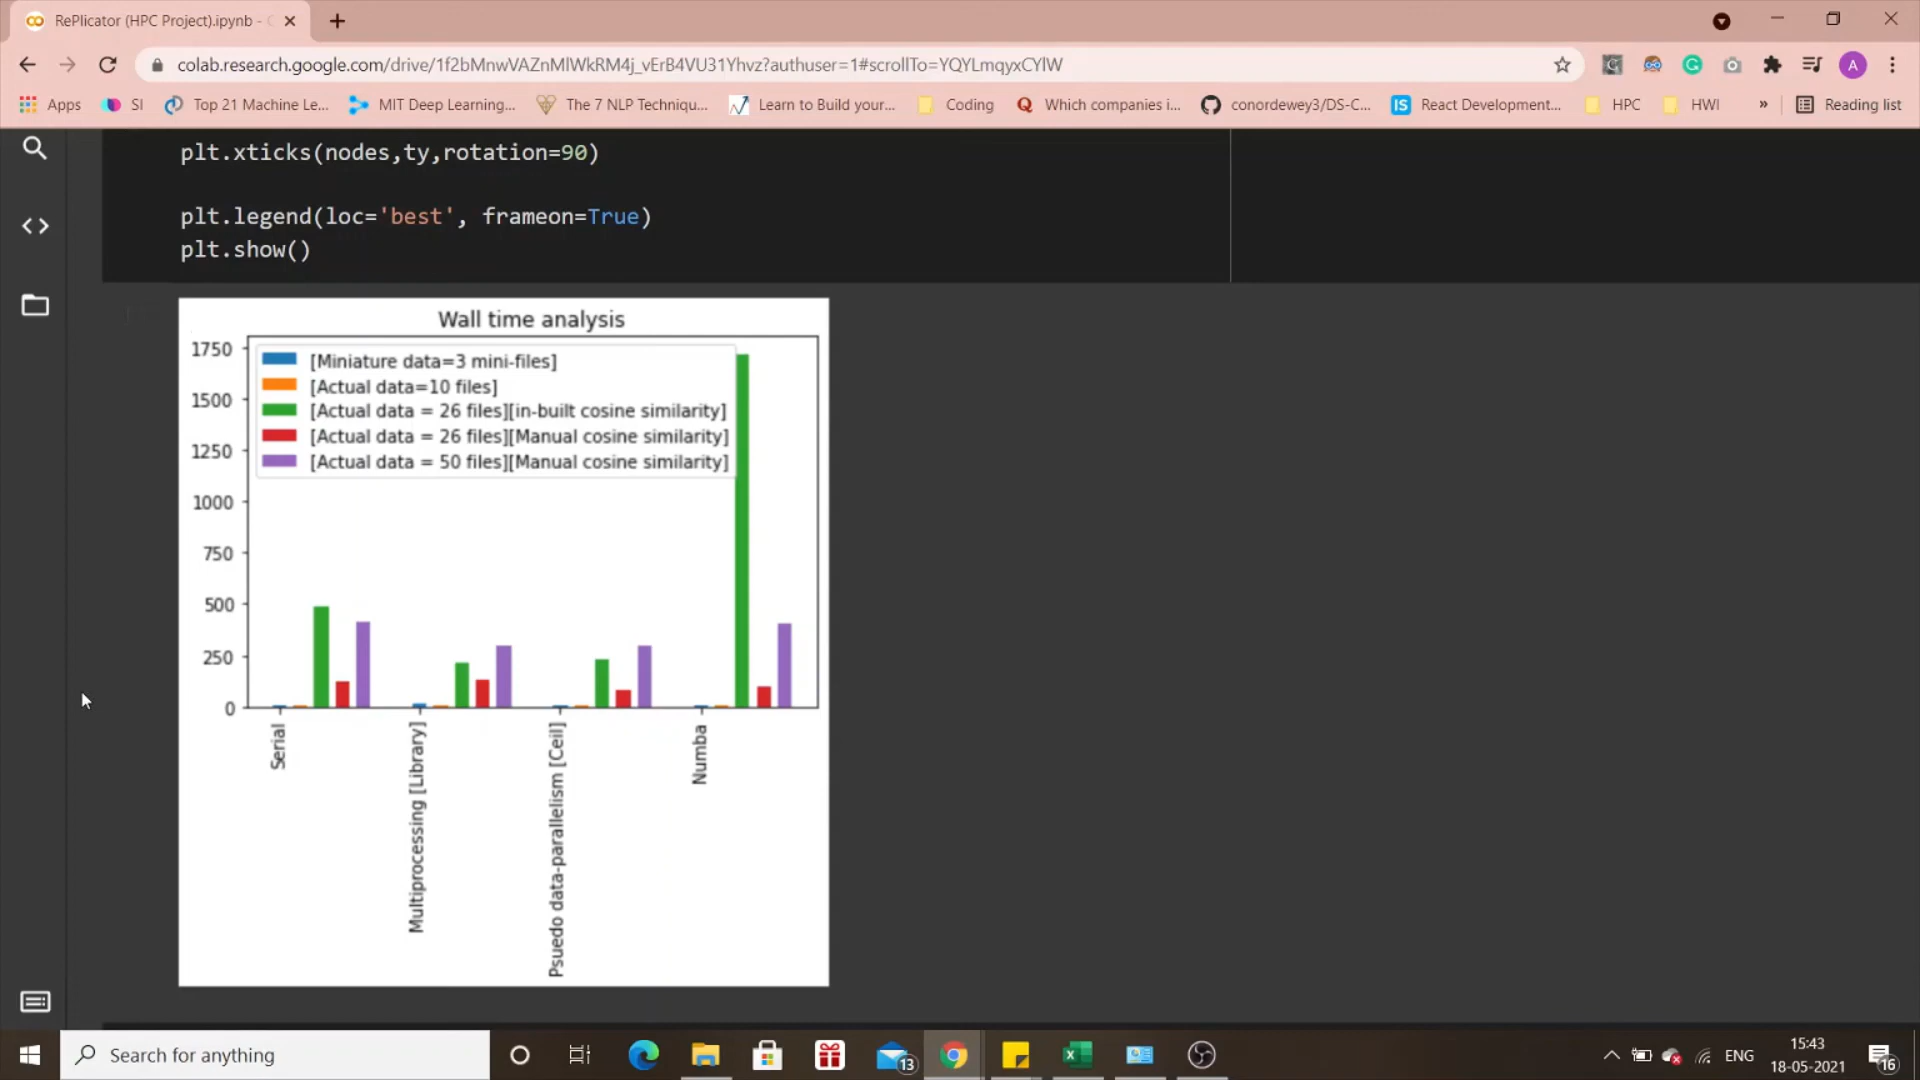 RePlicator (HPC Project).ipynb -
colab.research.google.com/drive/1f2bMnwVAZnMlWkRM4j_vErB4VU31Yhvz?authuser=1#scrollTo=YQYLmqyxCYlW
A
Apps SI Top 21 Machine Le... MIT Deep Learning... The 7 NLP Techniqu... Learn to Build your... Coding Which companies i... conordewey3/DS-C... IS React Development... HPC HWI » Reading list
plt.xticks(nodes,ty,rotation=90)
plt.legend(loc='best', frameon=True)
plt.show()
Wall time analysis
1750
1500
1250
1000
750
500
250
0
[Miniature data=3 mini-files]
[Actual data=10 files]
[Actual data = 26 files][in-built cosine similarity]
[Actual data = 26 files][Manual cosine similarity]
[Actual data = 50 files][Manual cosine similarity]
Serial
Multiprocessing [Library]
Psuedo data-parallelism [Ceil]
Numba
Search for anything
13
ENG
15:43
18-05-2021
16